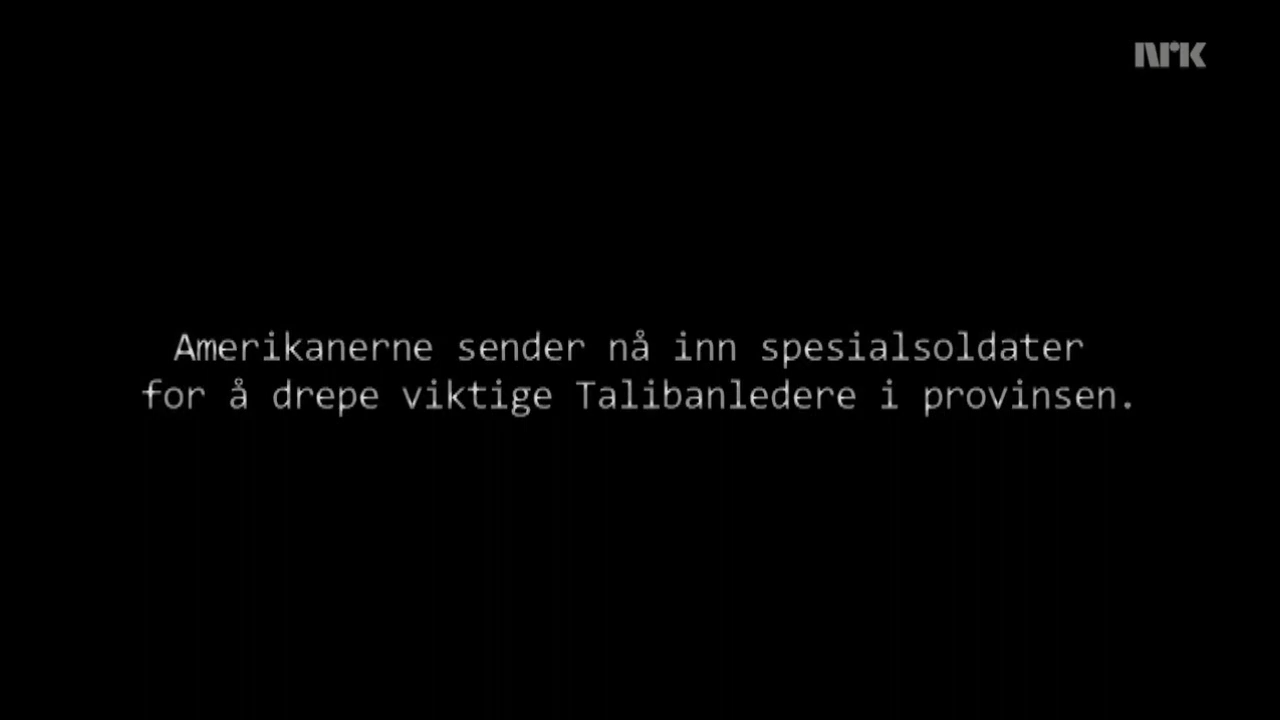 NRK
Amerikanerne sender nå inn spesialsoldater
for å drepe viktige Talibanledere i provinsen.